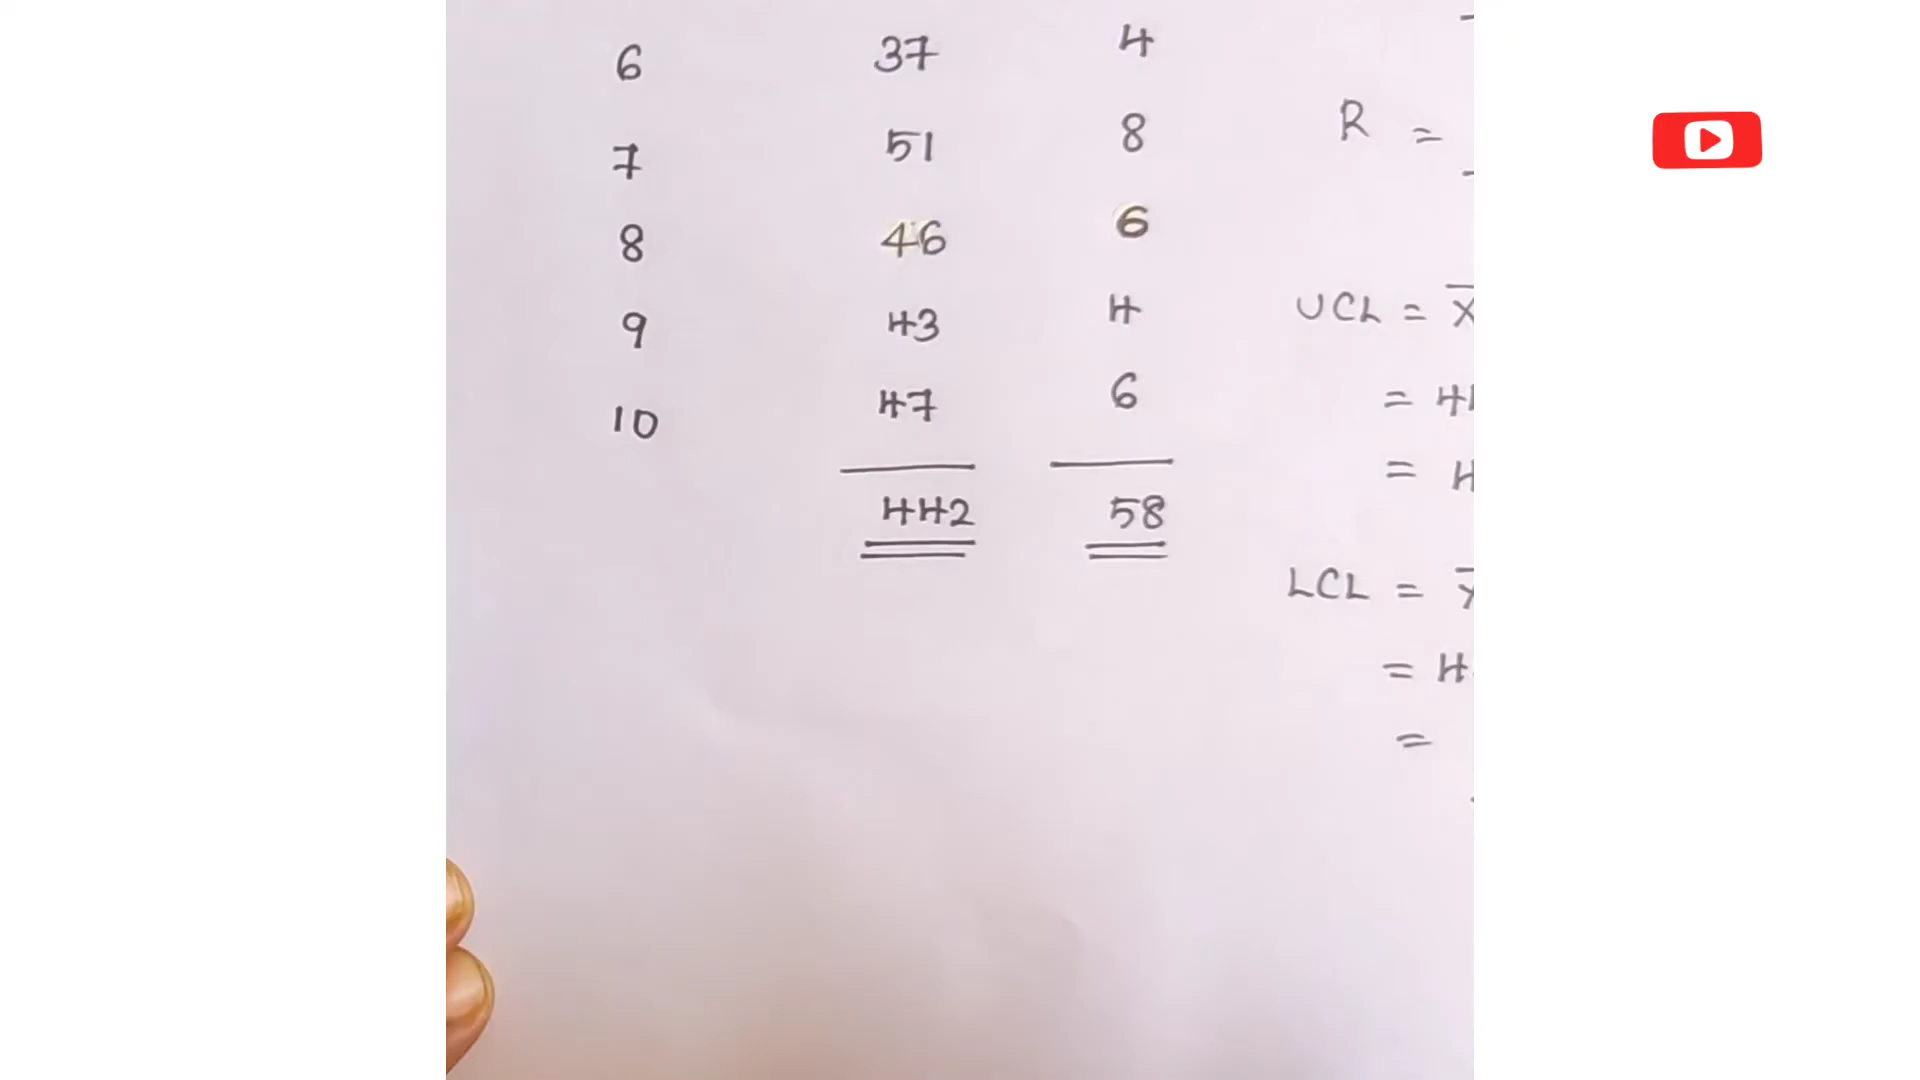 6 37 4
7 51 8
8 46 6
9 43 4
10 47 6
442 58
R =
UCL = X
= 4
= 4
LCL =
= 4
=